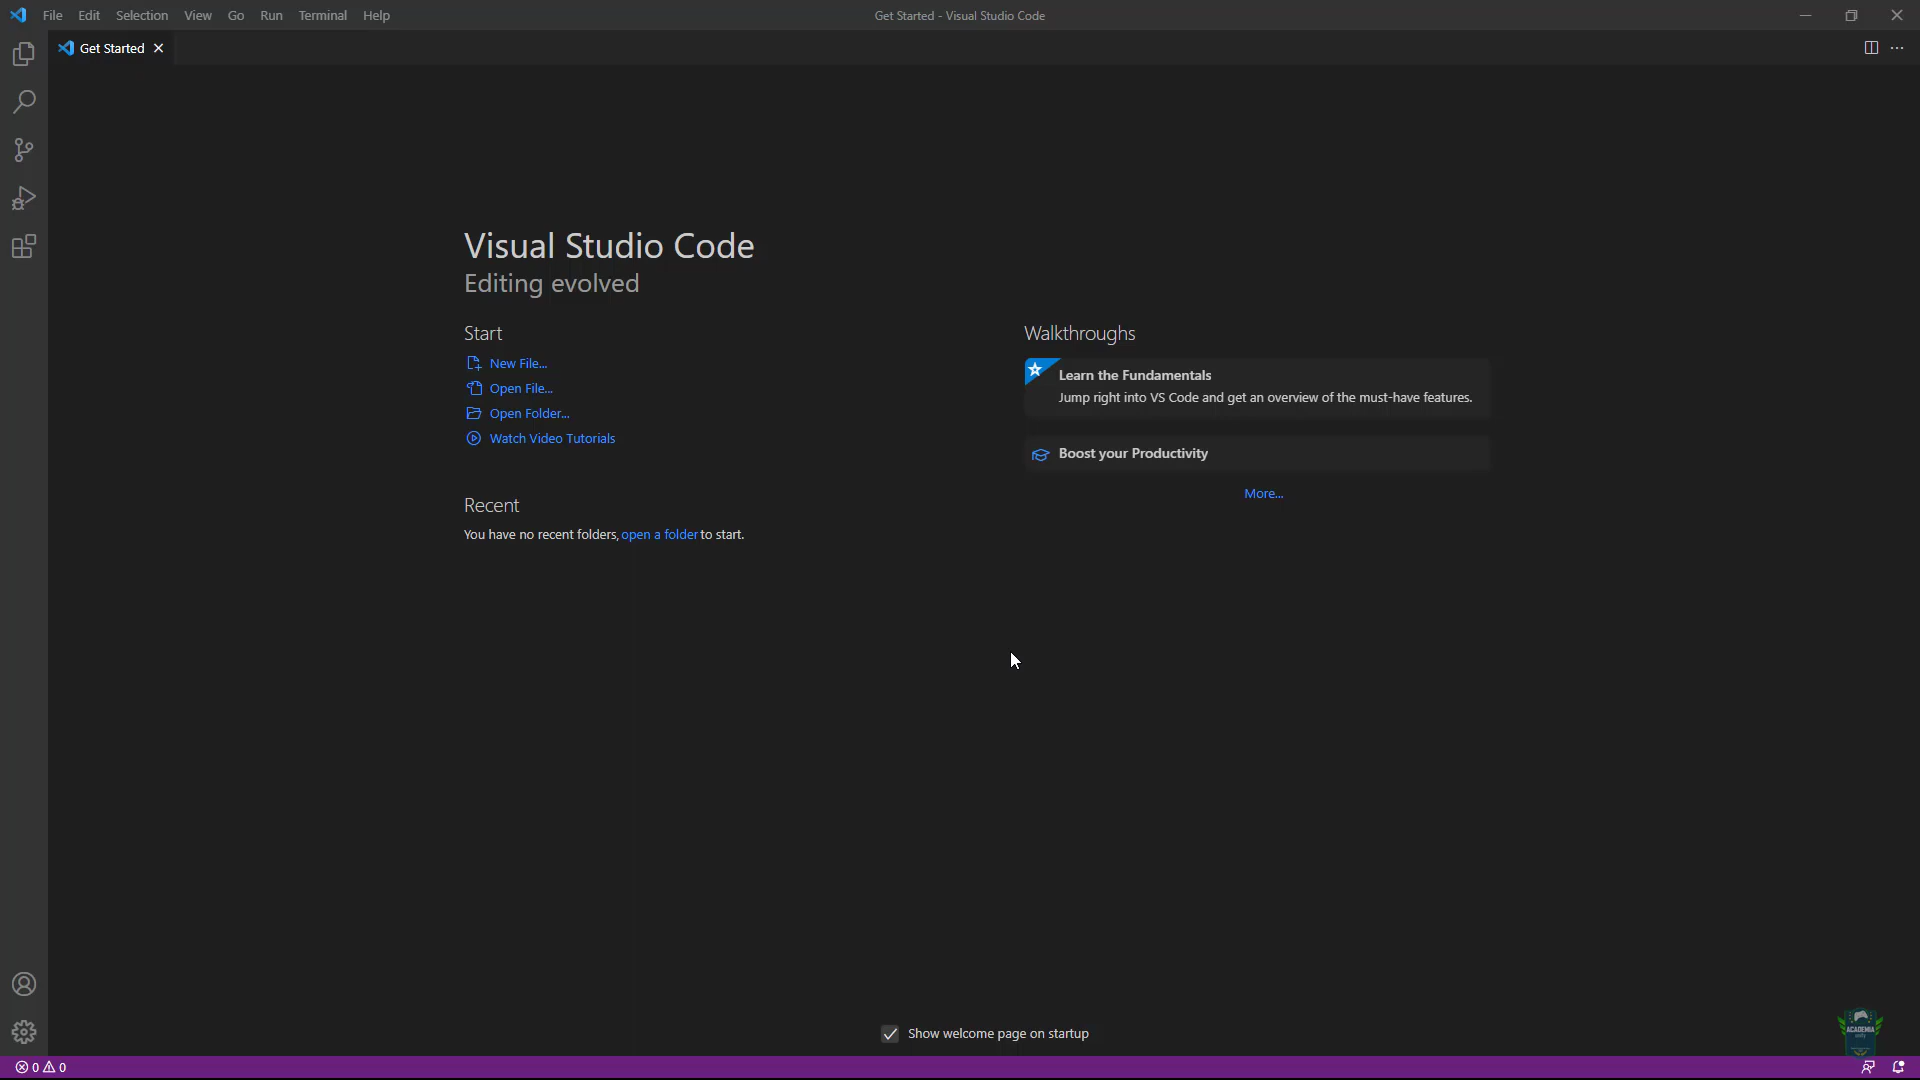 File Edit Selection View Go Run Terminal Help
Get Started - Visual Studio Code
Get Started
Visual Studio Code
Editing evolved
Start
New File...
Open File...
Open Folder...
Watch Video Tutorials
Recent
You have no recent folders, open a folder to start.
Walkthroughs
Learn the Fundamentals
Jump right into VS Code and get an overview of the must-have features.
Boost your Productivity
More...
Show welcome page on startup
ACADEMIA
0 0